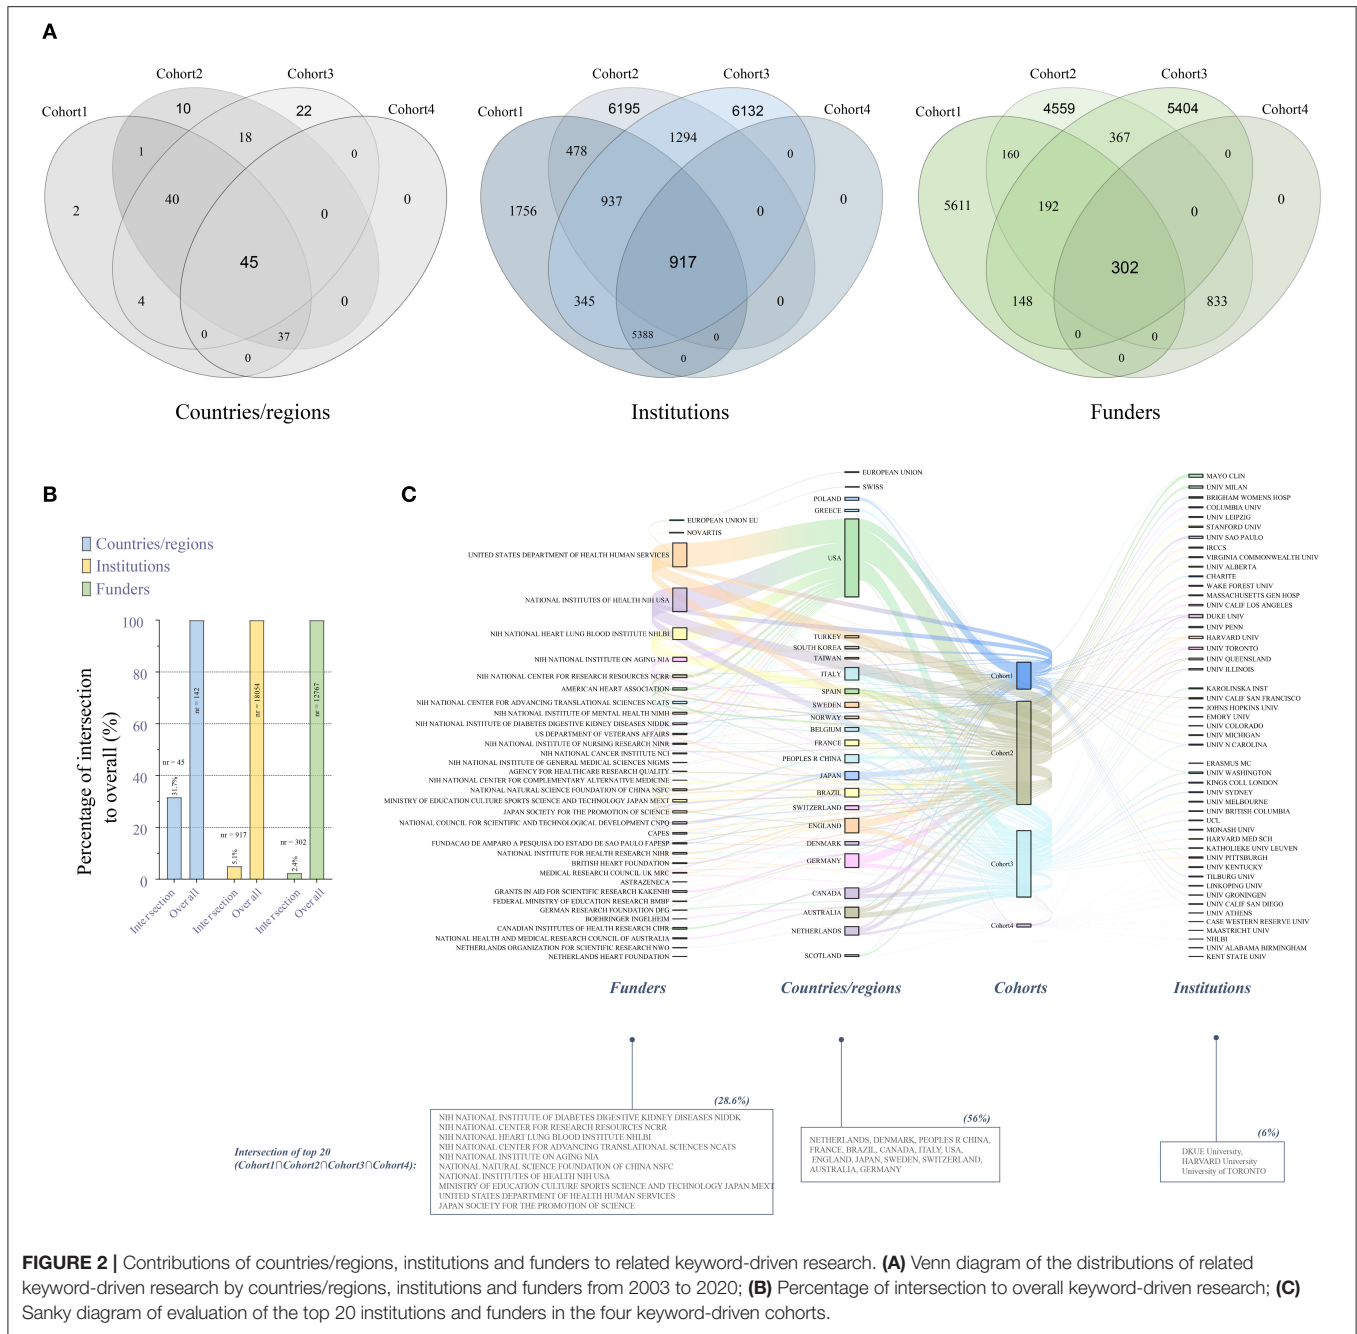 A
Cohort1
Cohort2
Cohort3
Cohort4
10
22
18
1
0
2
40
0
0
45
4
0
0
37
0
Countries/regions
Cohort1
Cohort2
Cohort3
Cohort4
6195
6132
1294
478
0
1756
937
0
0
917
345
0
5388
0
0
Institutions
Cohort1
Cohort2
Cohort3
Cohort4
4559
5404
367
160
0
5611
192
0
0
302
148
833
0
0
0
Funders
B
Countries/regions
Institutions
Funders
Percentage of intersection
to overall (%)
100
80
60
40
20
0
nr = 45
31.7%
nr = 142
nr = 917
5.1%
nr = 18054
nr = 302
2.4%
nr = 12767
Intersection
Overall
Intersection
Overall
Intersection
Overall
C
EUROPEAN UNION EU
NOVARTIS
UNITED STATES DEPARTMENT OF HEALTH HUMAN SERVICES
NATIONAL INSTITUTES OF HEALTH NIH USA
NIH NATIONAL HEART LUNG BLOOD INSTITUTE NHLBI
NIH NATIONAL INSTITUTE ON AGING NIA
NIH NATIONAL CENTER FOR RESEARCH RESOURCES NCRR
AMERICAN HEART ASSOCIATION
NIH NATIONAL CENTER FOR ADVANCING TRANSLATIONAL SCIENCES NCATS
NIH NATIONAL INSTITUTE OF MENTAL HEALTH NIMH
NIH NATIONAL INSTITUTE OF DIABETES DIGESTIVE KIDNEY DISEASES NIDDK
US DEPARTMENT OF VETERANS AFFAIRS
NIH NATIONAL INSTITUTE OF NURSING RESEARCH NINR
NIH NATIONAL CANCER INSTITUTE NCI
NIH NATIONAL INSTITUTE OF GENERAL MEDICAL SCIENCES NIGMS
AGENCY FOR HEALTHCARE RESEARCH QUALITY
NIH NATIONAL CENTER FOR COMPLEMENTARY ALTERNATIVE MEDICINE
NATIONAL NATURAL SCIENCE FOUNDATION OF CHINA NSFC
MINISTRY OF EDUCATION CULTURE SPORTS SCIENCE AND TECHNOLOGY JAPAN MEXT
JAPAN SOCIETY FOR THE PROMOTION OF SCIENCE
NATIONAL COUNCIL FOR SCIENTIFIC AND TECHNOLOGICAL DEVELOPMENT CNPQ
CAPES
FUNDACAO DE AMPARO A PESQUISA DO ESTADO DE SAO PAULO FAPESP
NATIONAL INSTITUTE FOR HEALTH RESEARCH NIHR
BRITISH HEART FOUNDATION
MEDICAL RESEARCH COUNCIL UK MRC
ASTRAZENECA
GRANTS IN AID FOR SCIENTIFIC RESEARCH KAKENHI
FEDERAL MINISTRY OF EDUCATION RESEARCH BMBF
GERMAN RESEARCH FOUNDATION DFG
BOEHRINGER INGELHEIM
CANADIAN INSTITUTES OF HEALTH RESEARCH CIHR
NATIONAL HEALTH AND MEDICAL RESEARCH COUNCIL OF AUSTRALIA
NETHERLANDS ORGANIZATION FOR SCIENTIFIC RESEARCH NWO
NETHERLANDS HEART FOUNDATION
EUROPEAN UNION
SWISS
POLAND
GREECE
USA
TURKEY
SOUTH KOREA
TAIWAN
ITALY
SPAIN
SWEDEN
NORWAY
BELGIUM
FRANCE
PEOPLES R CHINA
JAPAN
BRAZIL
SWITZERLAND
ENGLAND
DENMARK
GERMANY
CANADA
AUSTRALIA
NETHERLANDS
SCOTLAND
Cohort1
Cohort2
Cohort3
Cohort4
MAYO CLIN
UNIV MILAN
BRIGHAM WOMENS HOSP
COLUMBIA UNIV
UNIV LEIPZIG
STANFORD UNIV
UNIV SAO PAULO
IRCCS
VIRGINIA COMMONWEALTH UNIV
UNIV ALBERTA
CHARITE
WAKE FOREST UNIV
MASSACHUSETTS GEN HOSP
UNIV CALIF LOS ANGELES
DUKE UNIV
UNIV PENN
HARVARD UNIV
UNIV TORONTO
UNIV QUEENSLAND
UNIV ILLINOIS
KAROLINSKA INST
UNIV CALIF SAN FRANCISCO
JOHNS HOPKINS UNIV
EMORY UNIV
UNIV COLORADO
UNIV MICHIGAN
UNIV N CAROLINA
ERASMUS MC
UNIV WASHINGTON
KINGS COLL LONDON
UNIV SYDNEY
UNIV MELBOURNE
UNIV BRITISH COLUMBIA
UCL
MONASH UNIV
HARVARD MED SCH
KATHOLIEKE UNIV LEUVEN
UNIV PITTSBURGH
UNIV KENTUCKY
TILBURG UNIV
LINKOPING UNIV
UNIV GRONINGEN
UNIV CALIF SAN DIEGO
UNIV ATHENS
CASE WESTERN RESERVE UNIV
MAASTRICHT UNIV
NHLBI
UNIV ALABAMA BIRMINGHAM
KENT STATE UNIV
Funders
Countries/regions
Cohorts
Institutions
Intersection of top 20
(Cohort1∩Cohort2∩Cohort3∩Cohort4):
(28.6%)
NIH NATIONAL INSTITUTE OF DIABETES DIGESTIVE KIDNEY DISEASES NIDDK
NIH NATIONAL CENTER FOR RESEARCH RESOURCES NCRR
NIH NATIONAL HEART LUNG BLOOD INSTITUTE NHLBI
NIH NATIONAL CENTER FOR ADVANCING TRANSLATIONAL SCIENCES NCATS
NIH NATIONAL INSTITUTE ON AGING NIA
NATIONAL NATURAL SCIENCE FOUNDATION OF CHINA NSFC
NATIONAL INSTITUTES OF HEALTH NIH USA
MINISTRY OF EDUCATION CULTURE SPORTS SCIENCE AND TECHNOLOGY JAPAN MEXT
UNITED STATES DEPARTMENT OF HEALTH HUMAN SERVICES
JAPAN SOCIETY FOR THE PROMOTION OF SCIENCE
(56%)
NETHERLANDS, DENMARK, PEOPLES R CHINA,
FRANCE, BRAZIL, CANADA, ITALY, USA,
ENGLAND, JAPAN, SWEDEN, SWITZERLAND,
AUSTRALIA, GERMANY
(6%)
DKUE University,
HARVARD University
University of TORONTO
FIGURE 2 | Contributions of countries/regions, institutions and funders to related keyword-driven research. (A) Venn diagram of the distributions of related
keyword-driven research by countries/regions, institutions and funders from 2003 to 2020; (B) Percentage of intersection to overall keyword-driven research; (C)
Sanky diagram of evaluation of the top 20 institutions and funders in the four keyword-driven cohorts.